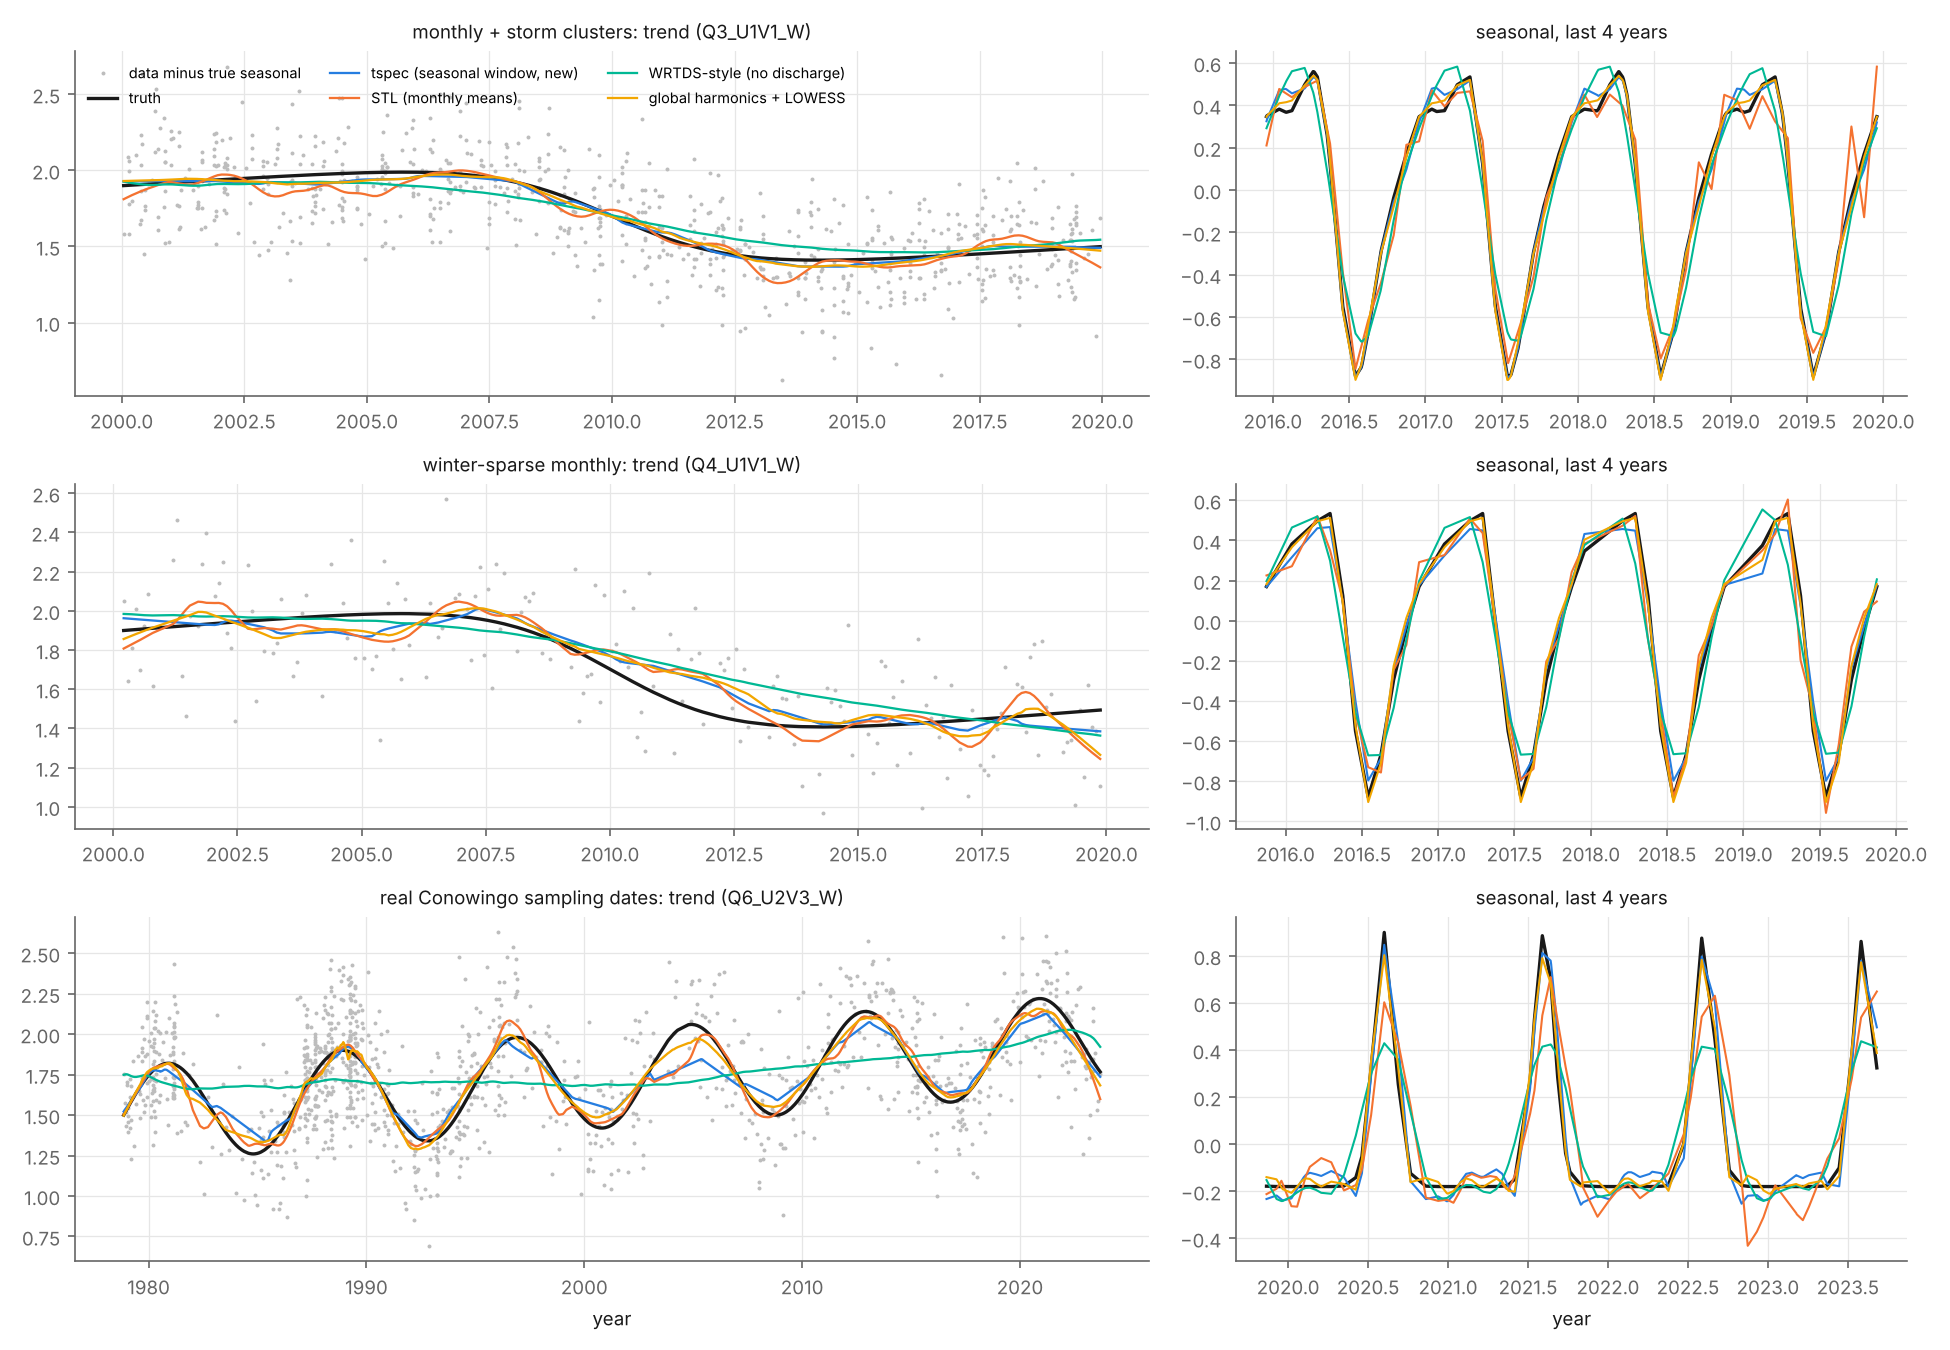 monthly + storm clusters: trend (Q3_U1V1_W)
data minus true seasonal
truth
tspec (seasonal window, new)
STL (monthly means)
WRTDS-style (no discharge)
global harmonics + LOWESS
2.5
2.0
1.5
1.0
2000.0 2002.5 2005.0 2007.5 2010.0 2012.5 2015.0 2017.5 2020.0
seasonal, last 4 years
0.6
0.4
0.2
0.0
−0.2
−0.4
−0.6
−0.8
2016.0 2016.5 2017.0 2017.5 2018.0 2018.5 2019.0 2019.5 2020.0
winter-sparse monthly: trend (Q4_U1V1_W)
2.6
2.4
2.2
2.0
1.8
1.6
1.4
1.2
1.0
2000.0 2002.5 2005.0 2007.5 2010.0 2012.5 2015.0 2017.5 2020.0
seasonal, last 4 years
0.6
0.4
0.2
0.0
−0.2
−0.4
−0.6
−0.8
−1.0
2016.0 2016.5 2017.0 2017.5 2018.0 2018.5 2019.0 2019.5 2020.0
real Conowingo sampling dates: trend (Q6_U2V3_W)
2.50
2.25
2.00
1.75
1.50
1.25
1.00
0.75
1980 1990 2000 2010 2020
year
seasonal, last 4 years
0.8
0.6
0.4
0.2
0.0
−0.2
−0.4
2020.0 2020.5 2021.0 2021.5 2022.0 2022.5 2023.0 2023.5
year